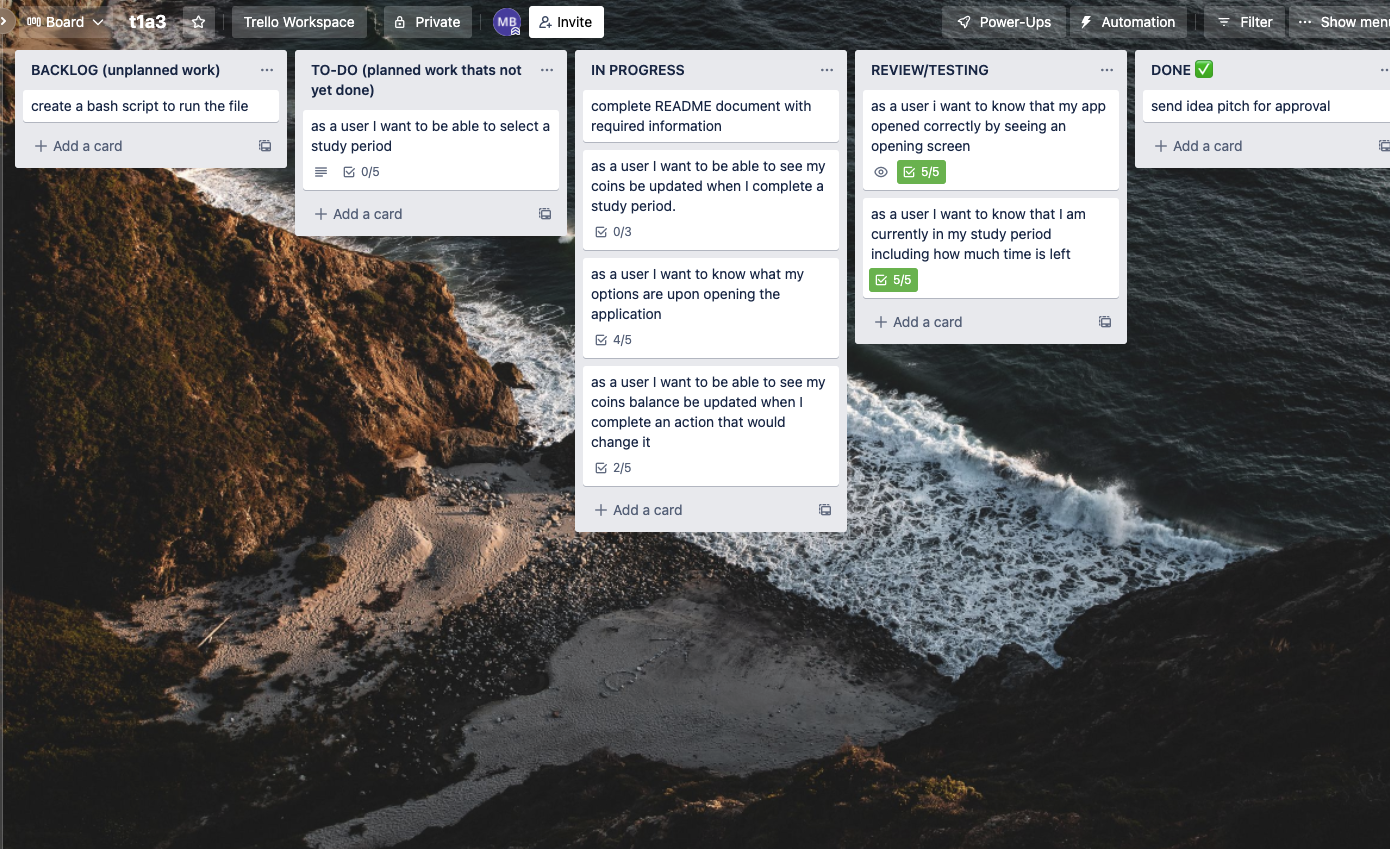 Board
t1a3
Trello Workspace
Private
MB
Invite
Power-Ups
Automation
Filter
Show menu
BACKLOG (unplanned work)
create a bash script to run the file
Add a card
TO-DO (planned work thats not
yet done)
as a user I want to be able to select a
study period
0/5
Add a card
IN PROGRESS
complete README document with
required information
as a user I want to be able to see my
coins be updated when I complete a
study period.
0/3
as a user I want to know what my
options are upon opening the
application
4/5
as a user I want to be able to see my
coins balance be updated when I
complete an action that would
change it
2/5
Add a card
REVIEW/TESTING
as a user i want to know that my app
opened correctly by seeing an
opening screen
5/5
as a user I want to know that I am
currently in my study period
including how much time is left
5/5
Add a card
DONE ✅
send idea pitch for approval
Add a card